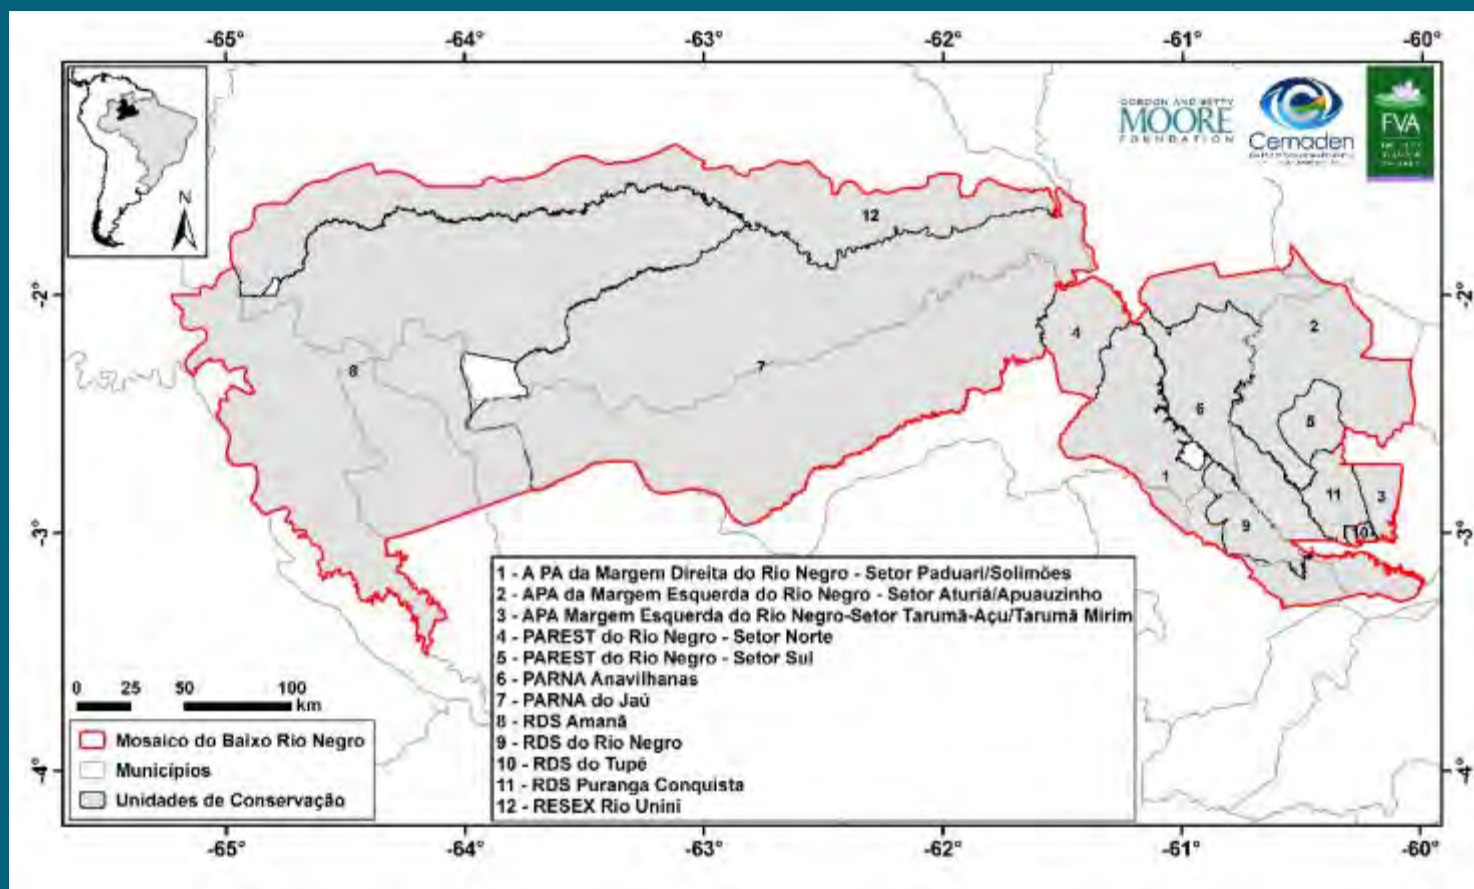 -65° -64° -63° -62° -61° -60°
GORDON AND BETTY
MOORE
FOUNDATION
Cemaden
FVA
N
12
-2° -2°
4
2
8
7
6
5
1
11
3
9
10
-3° -3°
1 - A PA da Margem Direita do Rio Negro - Setor Paduari/Solimões
2 - APA da Margem Esquerda do Rio Negro - Setor Aturiá/Apuauzinho
3 - APA Margem Esquerda do Rio Negro-Setor Tarumã-Açu/Tarumã Mirim
4 - PAREST do Rio Negro - Setor Norte
5 - PAREST do Rio Negro - Setor Sul
6 - PARNA Anavilhanas
7 - PARNA do Jaú
8 - RDS Amanã
9 - RDS do Rio Negro
10 - RDS do Tupé
11 - RDS Puranga Conquista
12 - RESEX Rio Unini
0 25 50 100
km
Mosaico do Baixo Rio Negro
Municípios
Unidades de Conservação
-4° -4°
-65° -64° -63° -62° -61° -60°